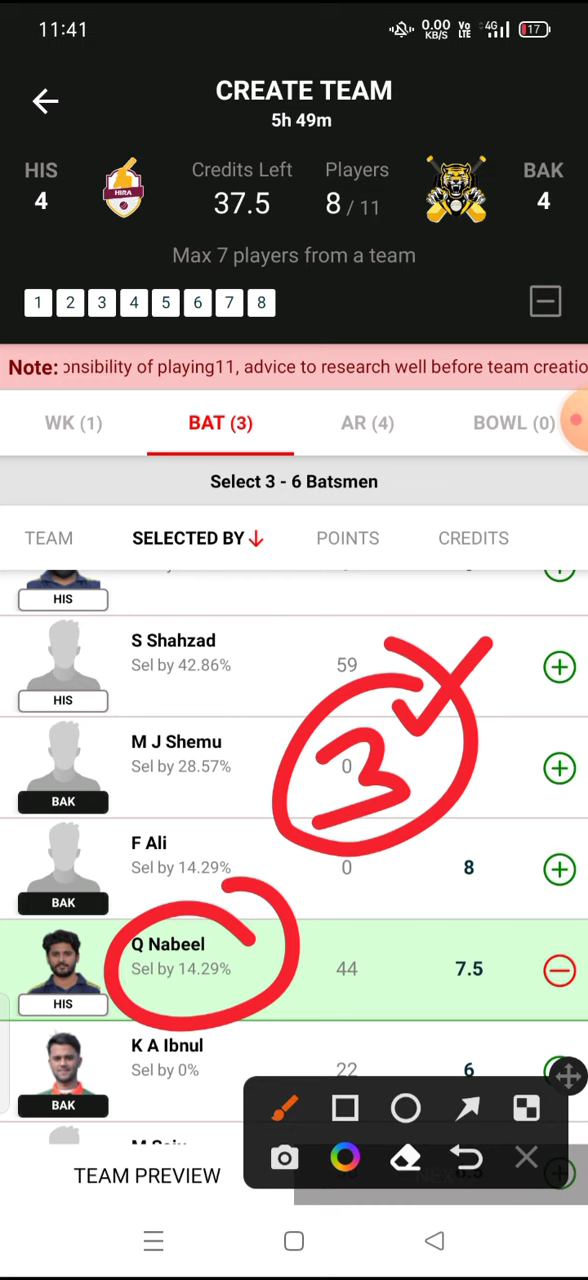 11:41
0.00 KB/S Vo LTE 4G 17
CREATE TEAM
5h 49m
HIS Credits Left Players BAK
4 HIRA 37.5 8 / 11 4
Max 7 players from a team
1 2 3 4 5 6 7 8
Note: onsibility of playing11, advice to research well before team creatio
WK (1) BAT (3) AR (4) BOWL (0)
Select 3 - 6 Batsmen
TEAM SELECTED BY POINTS CREDITS
HIS
S Shahzad
Sel by 42.86% 59
HIS
M J Shemu
Sel by 28.57% 0
3
BAK
F Ali
Sel by 14.29% 0 8
BAK
Q Nabeel
Sel by 14.29% 44 7.5
HIS
K A Ibnul
Sel by 0% 22 6
BAK
TEAM PREVIEW